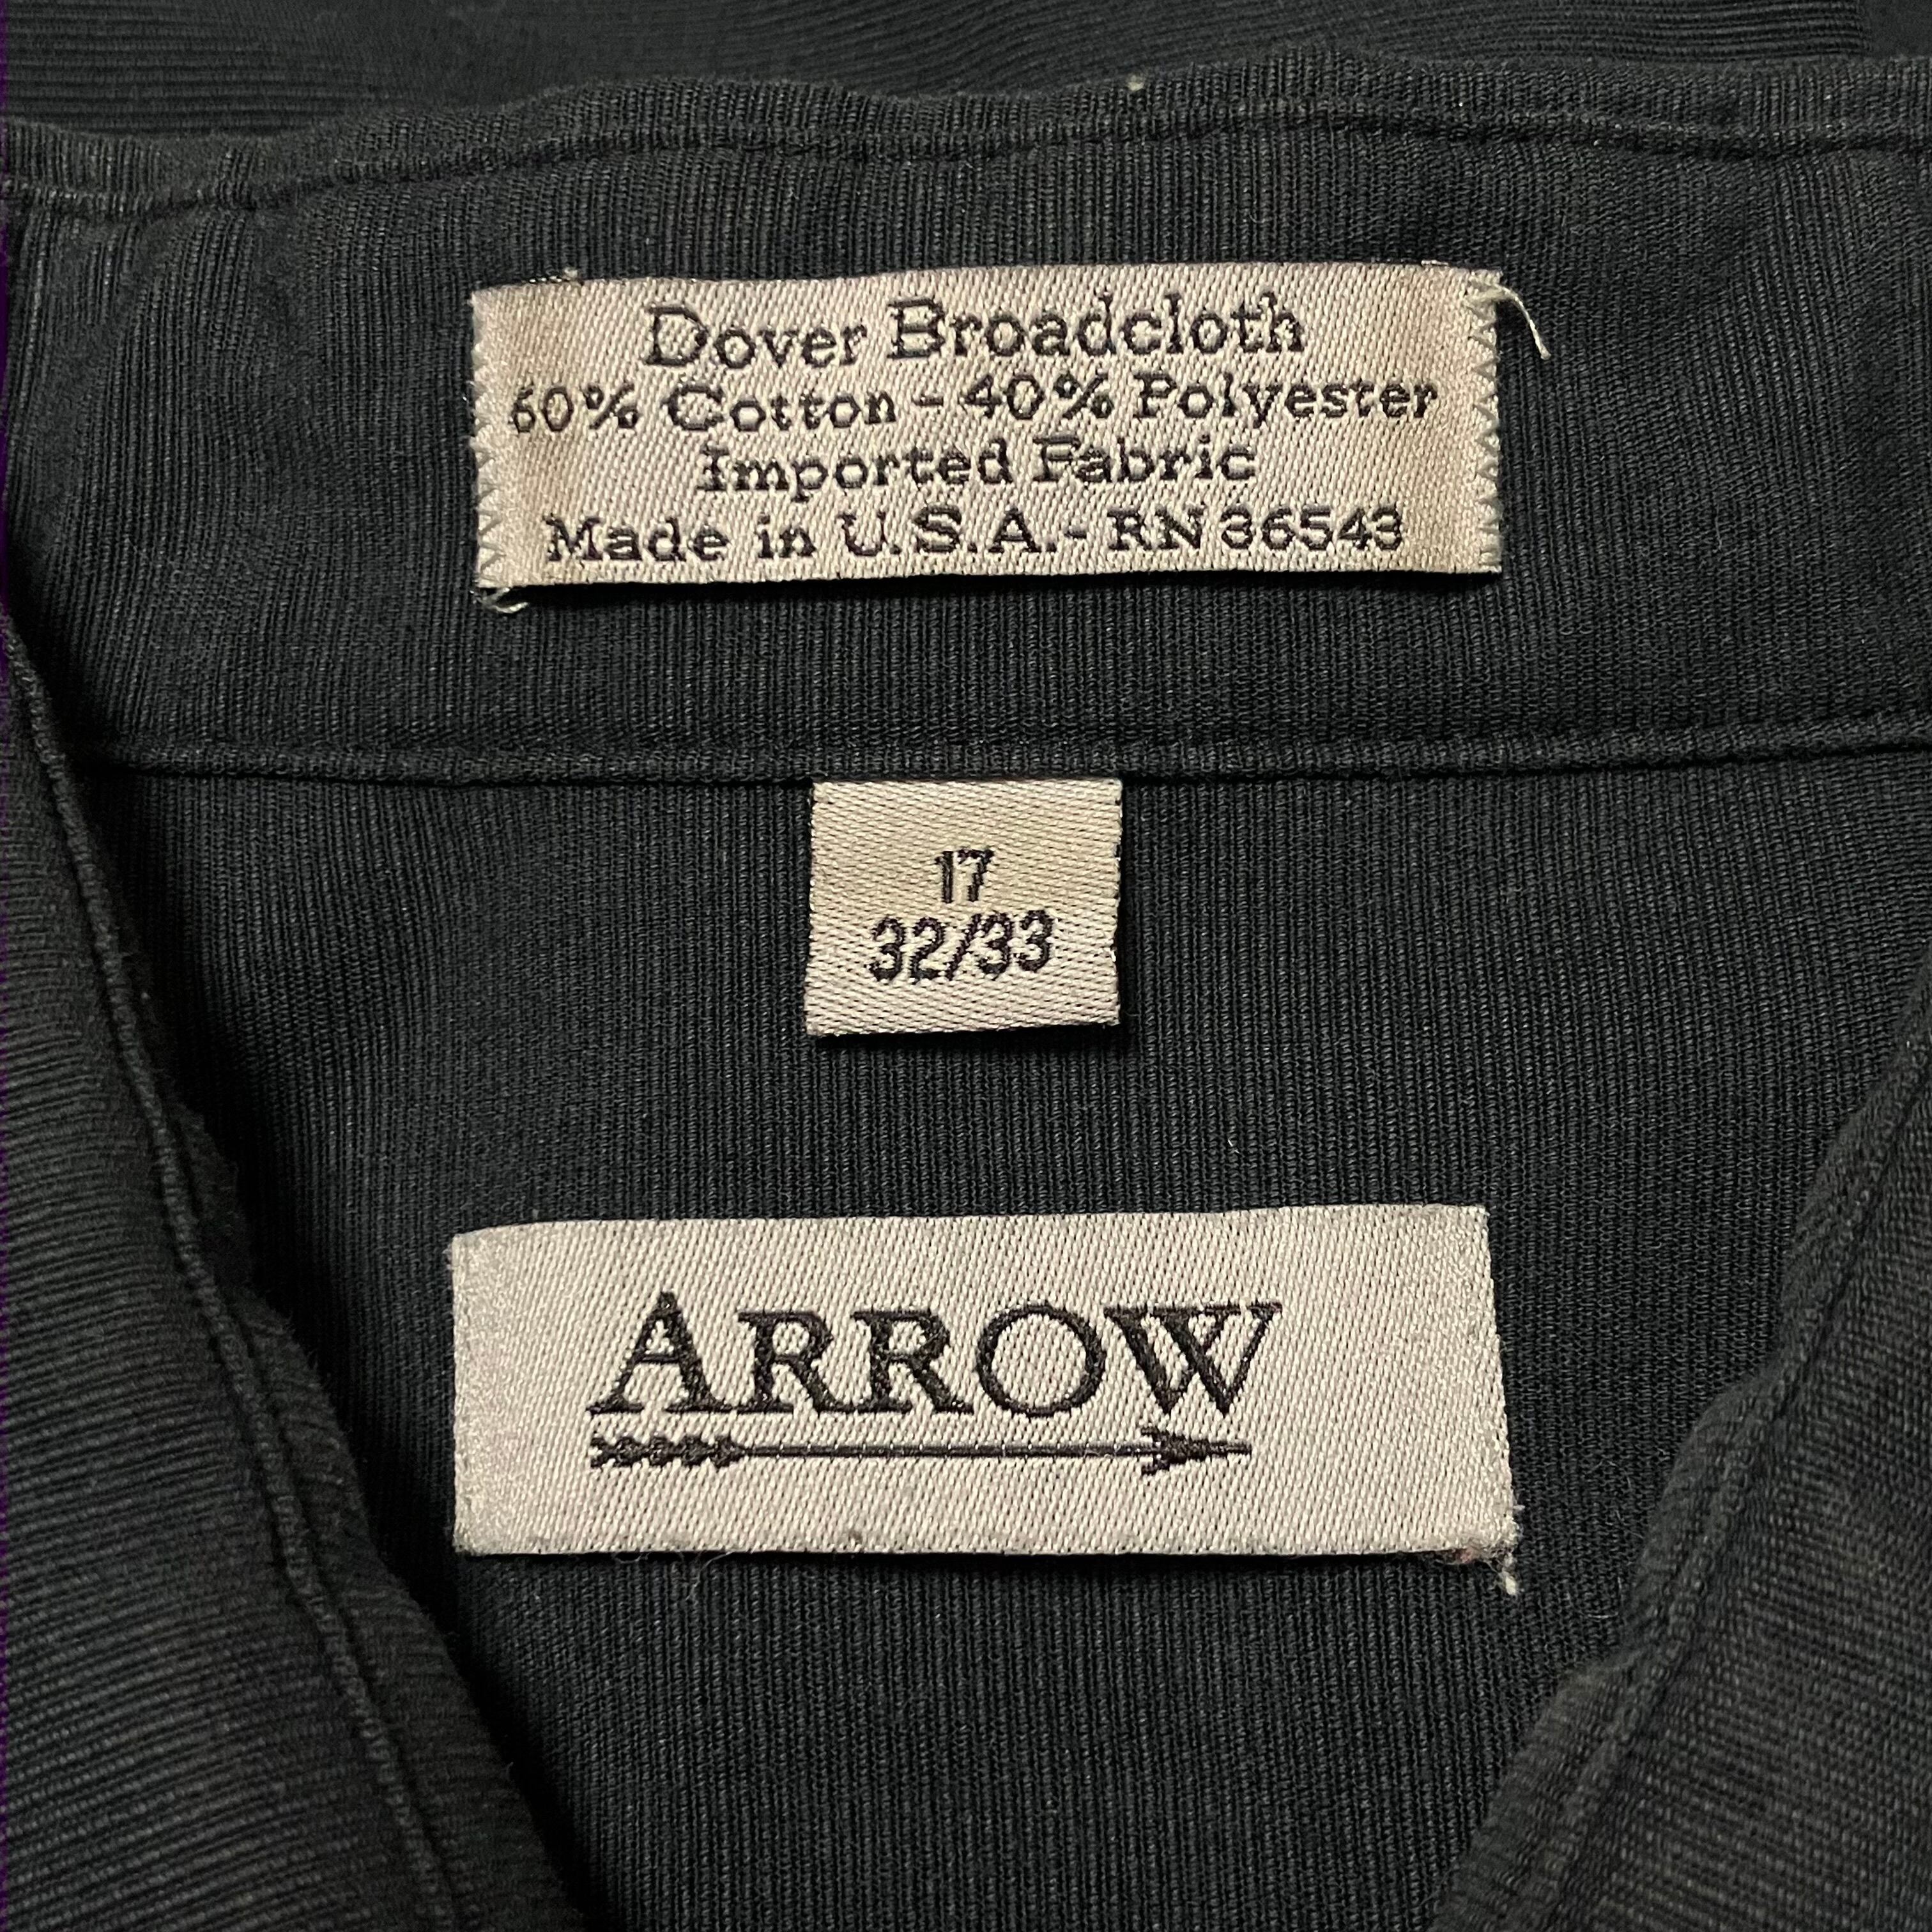 Dover Broadcloth
60% Cotton - 40% Polyester
Imported Fabric
Made in U.S.A.- RN 36543
17
32/33
ARROW